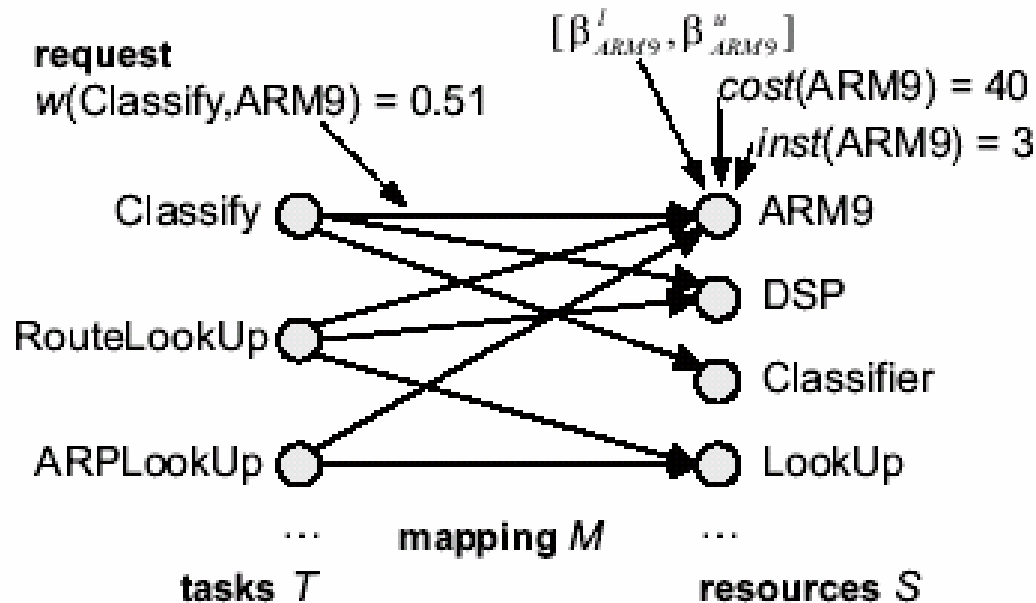 request
w(Classify,ARM9) = 0.51
[β^l_ARM9, β^u_ARM9]
cost(ARM9) = 40
inst(ARM9) = 3
Classify
ARM9
DSP
RouteLookUp
Classifier
ARPLookUp
LookUp
... mapping M ...
tasks T resources S